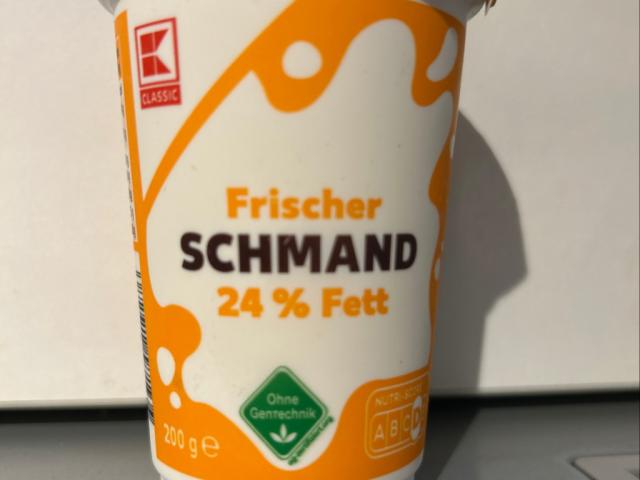 K
CLASSIC
Frischer
SCHMAND
24 % Fett
Ohne
Gentechnik
NUTRI-SCORE
A B C D
200 g e